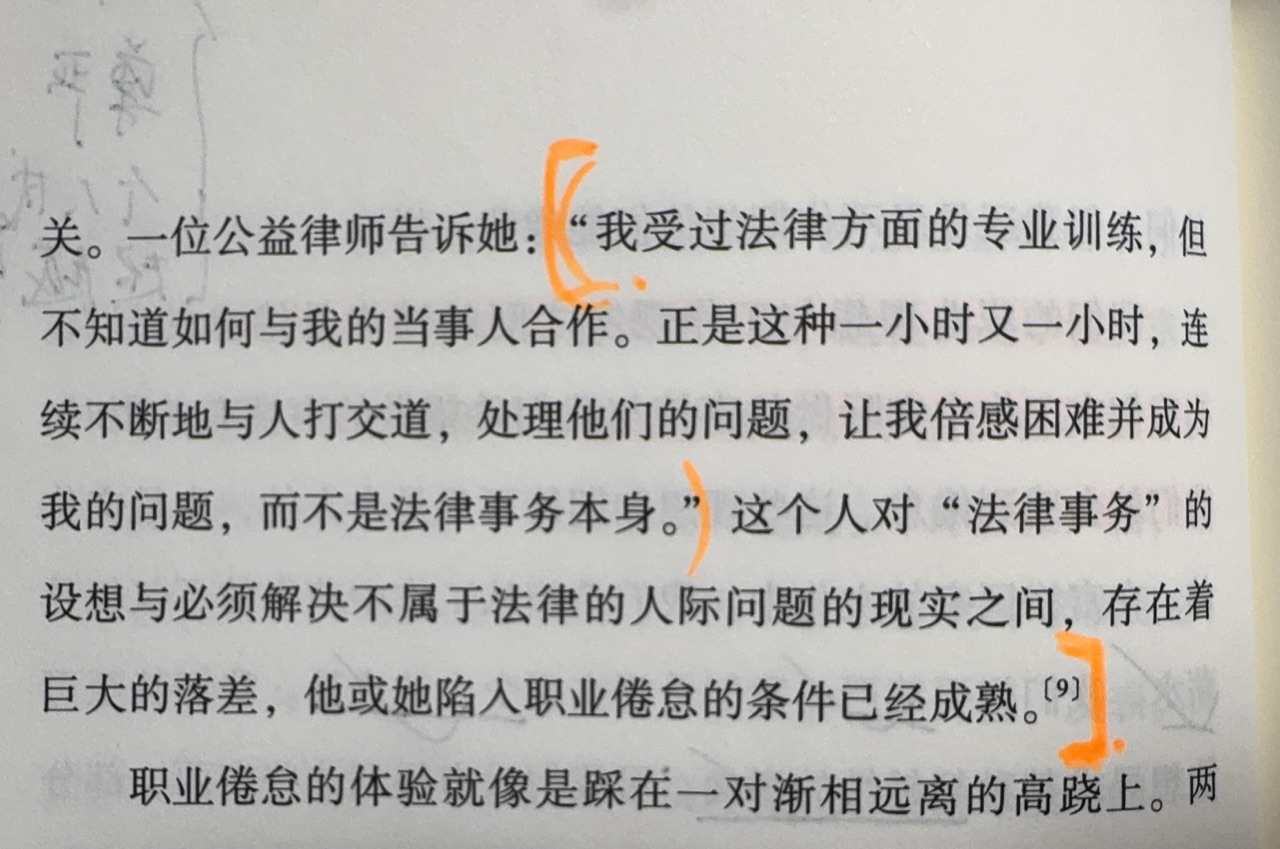 关。一位公益律师告诉她：“我受过法律方面的专业训练，但
不知道如何与我的当事人合作。正是这种一小时又一小时，连
续不断地与人打交道，处理他们的问题，让我倍感困难并成为
我的问题，而不是法律事务本身。”这个人对“法律事务”的
设想与必须解决不属于法律的人际问题的现实之间，存在着
巨大的落差，他或她陷入职业倦怠的条件已经成熟。〔9〕
职业倦怠的体验就像是踩在一对渐相远离的高跷上。两